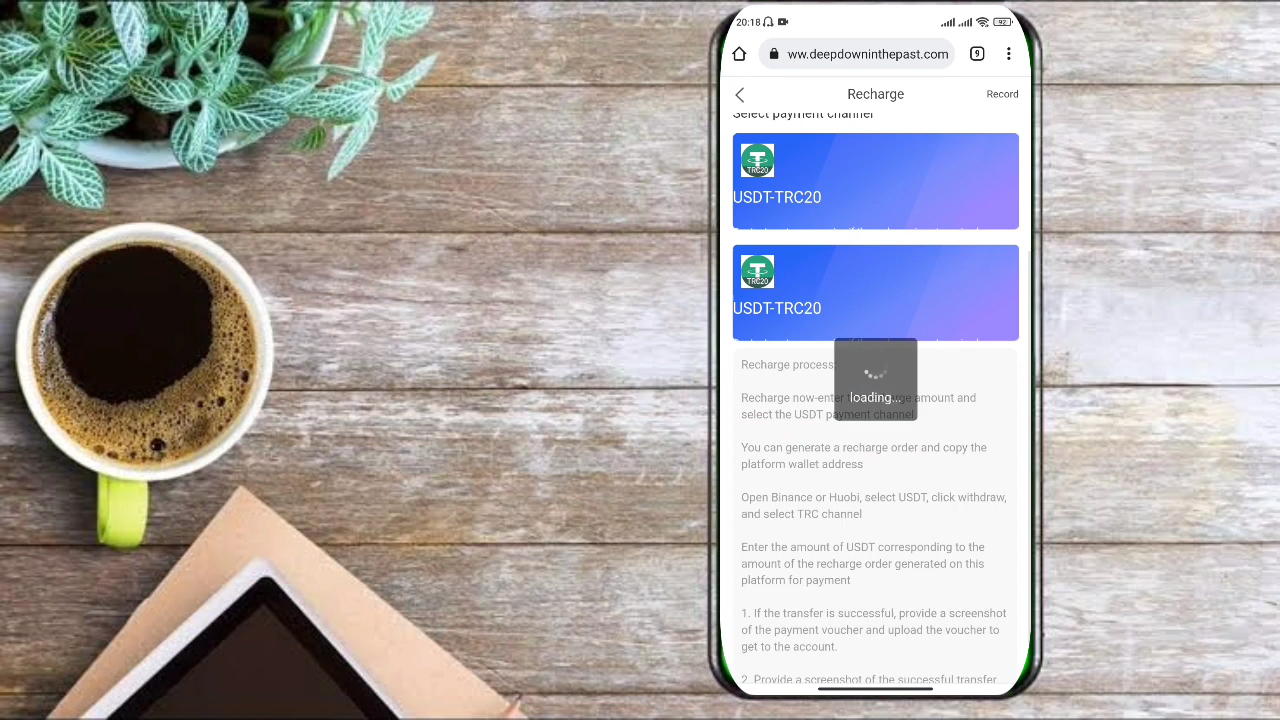 20:18
92
ww.deepdowninthepast.com
9
Recharge
Record
Select payment channel
TRC20
USDT-TRC20
TRC20
USDT-TRC20
Recharge process:
Recharge now-enter amount and
loading...
select the USDT payment channel
You can generate a recharge order and copy the
platform wallet address
Open Binance or Huobi, select USDT, click withdraw,
and select TRC channel
Enter the amount of USDT corresponding to the
amount of the recharge order generated on this
platform for payment
1. If the transfer is successful, provide a screenshot
of the payment voucher and upload the voucher to
get to the account.
2. Provide a screenshot of the successful transfer